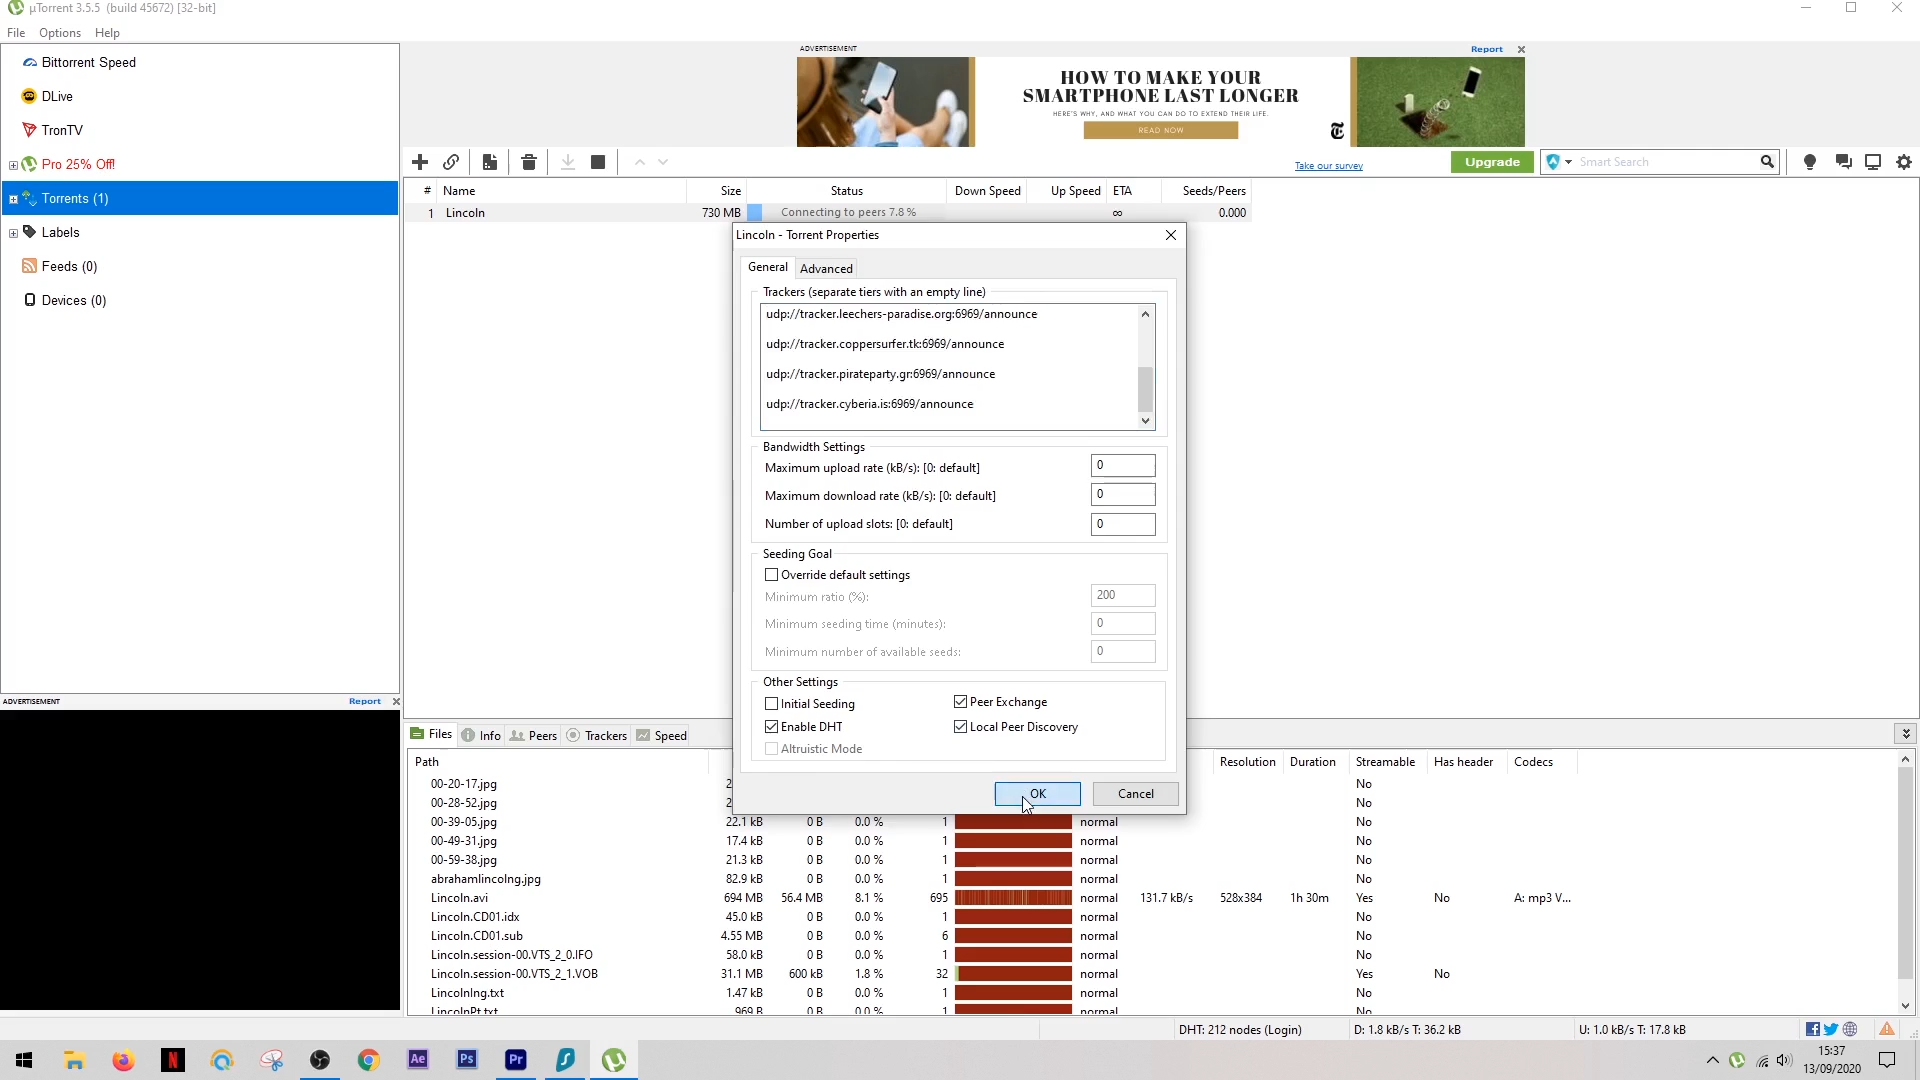 µTorrent 3.5.5 (build 45672) [32-bit]
File Options Help
Bittorrent Speed
DLive
TronTV
Pro 25% Off!
Torrents (1)
Labels
Feeds (0)
Devices (0)
ADVERTISEMENT Report
HOW TO MAKE YOUR
SMARTPHONE LAST LONGER
HERE'S WHY, AND WHAT YOU CAN DO TO EXTEND THEIR LIFE.
READ NOW
Take our survey
Upgrade
Smart Search
# Name Size Status Down Speed Up Speed ETA Seeds/Peers
1 Lincoln 730 MB Connecting to peers 7.8 % ∞ 0.000
Lincoln - Torrent Properties
General Advanced
Trackers (separate tiers with an empty line)
udp://tracker.leechers-paradise.org:6969/announce
udp://tracker.coppersurfer.tk:6969/announce
udp://tracker.pirateparty.gr:6969/announce
udp://tracker.cyberia.is:6969/announce
Bandwidth Settings
Maximum upload rate (kB/s): [0: default] 0
Maximum download rate (kB/s): [0: default] 0
Number of upload slots: [0: default] 0
Seeding Goal
Override default settings
Minimum ratio (%): 200
Minimum seeding time (minutes): 0
Minimum number of available seeds: 0
Other Settings
Initial Seeding Peer Exchange
Enable DHT Local Peer Discovery
Altruistic Mode
OK Cancel
ADVERTISEMENT Report
Files Info Peers Trackers Speed
Path Resolution Duration Streamable Has header Codecs
00-20-17.jpg 2 No
00-28-52.jpg 2 No
00-39-05.jpg 22.1 kB 0 B 0.0 % 1 normal No
00-49-31.jpg 17.4 kB 0 B 0.0 % 1 normal No
00-59-38.jpg 21.3 kB 0 B 0.0 % 1 normal No
abrahamlincolng.jpg 82.9 kB 0 B 0.0 % 1 normal No
Lincoln.avi 694 MB 56.4 MB 8.1 % 695 normal 131.7 kB/s 528x384 1h 30m Yes No A: mp3 V...
Lincoln.CD01.idx 45.0 kB 0 B 0.0 % 1 normal No
Lincoln.CD01.sub 4.55 MB 0 B 0.0 % 6 normal No
Lincoln.session-00.VTS_2_0.IFO 58.0 kB 0 B 0.0 % 1 normal No
Lincoln.session-00.VTS_2_1.VOB 31.1 MB 600 kB 1.8 % 32 normal Yes No
LincolnIng.txt 1.47 kB 0 B 0.0 % 1 normal No
LincolnPt.txt 969 B 0 B 0.0 % 1 normal No
DHT: 212 nodes (Login) D: 1.8 kB/s T: 36.2 kB U: 1.0 kB/s T: 17.8 kB
Ae Ps Pr
15:37
13/09/2020